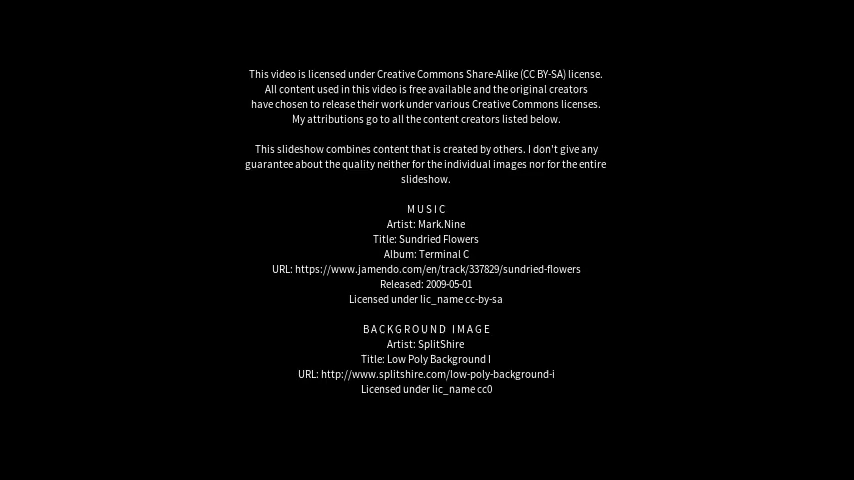 This video is licensed under Creative Commons Share-Alike (CC BY-SA) license.
All content used in this video is free available and the original creators
have chosen to release their work under various Creative Commons licenses.
My attributions go to all the content creators listed below.
This slideshow combines content that is created by others. I don't give any
guarantee about the quality neither for the individual images nor for the entire
slideshow.
MUSIC
Artist: Mark.Nine
Title: Sundried Flowers
Album: Terminal C
URL: https://www.jamendo.com/en/track/337829/sundried-flowers
Released: 2009-05-01
Licensed under lic_name cc-by-sa
BACKGROUND IMAGE
Artist: SplitShire
Title: Low Poly Background I
URL: http://www.splitshire.com/low-poly-background-i
Licensed under lic_name cc0